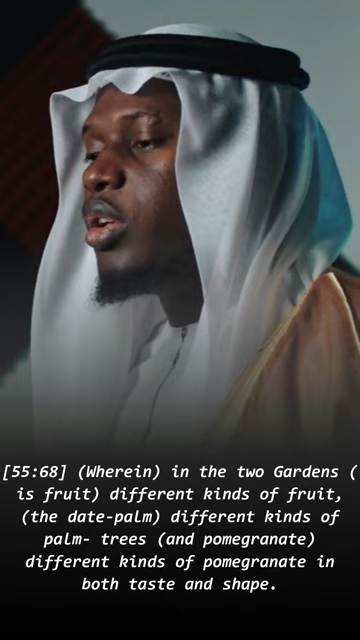 [55:68] (Wherein) in the two Gardens (
is fruit) different kinds of fruit,
(the date-palm) different kinds of
palm- trees (and pomegranate)
different kinds of pomegranate in
both taste and shape.